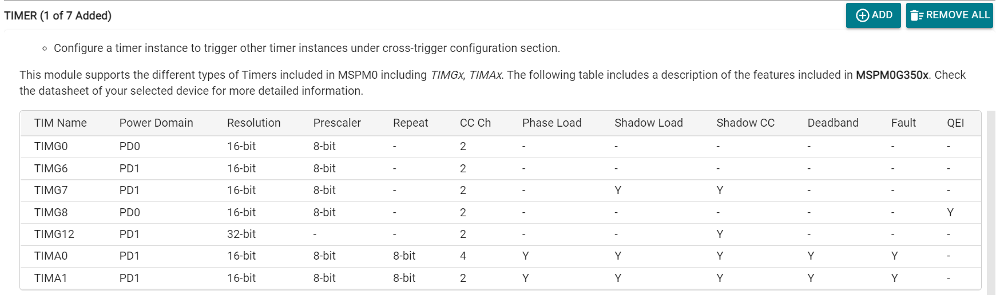 TIMER (1 of 7 Added)
ADD
REMOVE ALL
Configure a timer instance to trigger other timer instances under cross-trigger configuration section.
This module supports the different types of Timers included in MSPM0 including TIMGx, TIMAx. The following table includes a description of the features included in MSPM0G350x. Check
the datasheet of your selected device for more detailed information.
TIM Name Power Domain Resolution Prescaler Repeat CC Ch Phase Load Shadow Load Shadow CC Deadband Fault QEI
TIMG0 PD0 16-bit 8-bit - 2 - - - - - -
TIMG6 PD1 16-bit 8-bit - 2 - - - - - -
TIMG7 PD1 16-bit 8-bit - 2 - Y Y - - -
TIMG8 PD0 16-bit 8-bit - 2 - - - - - Y
TIMG12 PD1 32-bit - - 2 - - Y - - -
TIMA0 PD1 16-bit 8-bit 8-bit 4 Y Y Y Y Y -
TIMA1 PD1 16-bit 8-bit 8-bit 2 Y Y Y Y Y -